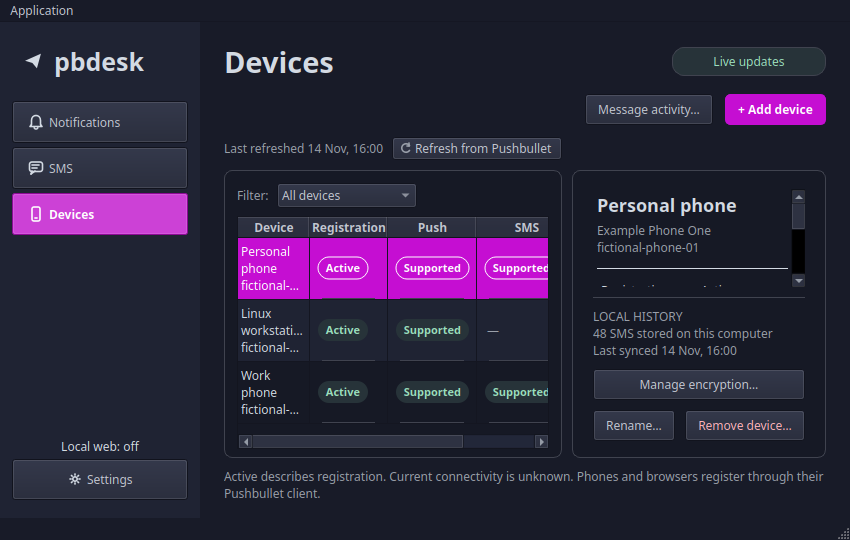 Application
pbdesk
Notifications
SMS
Devices
Local web: off
Settings
Devices
Live updates
Message activity...
+ Add device
Last refreshed 14 Nov, 16:00
Refresh from Pushbullet
Filter:
All devices
Device Registration Push SMS
Personal
phone
fictional-...
Active Supported Supported
Linux
workstati...
fictional-...
Active Supported —
Work
phone
fictional-...
Active Supported Supported
Personal phone
Example Phone One
fictional-phone-01
LOCAL HISTORY
48 SMS stored on this computer
Last synced 14 Nov, 16:00
Manage encryption...
Rename...
Remove device...
Active describes registration. Current connectivity is unknown. Phones and browsers register through their
Pushbullet client.